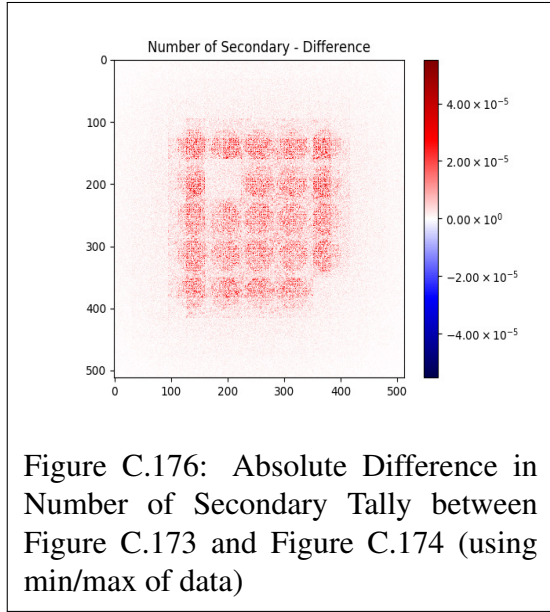 Number of Secondary - Difference
0
100
200
300
400
500
0
100
200
300
400
500
4.00 × 10⁻⁵
2.00 × 10⁻⁵
0.00 × 10⁰
−2.00 × 10⁻⁵
−4.00 × 10⁻⁵
Figure C.176: Absolute Difference in
Number of Secondary Tally between
Figure C.173 and Figure C.174 (using
min/max of data)